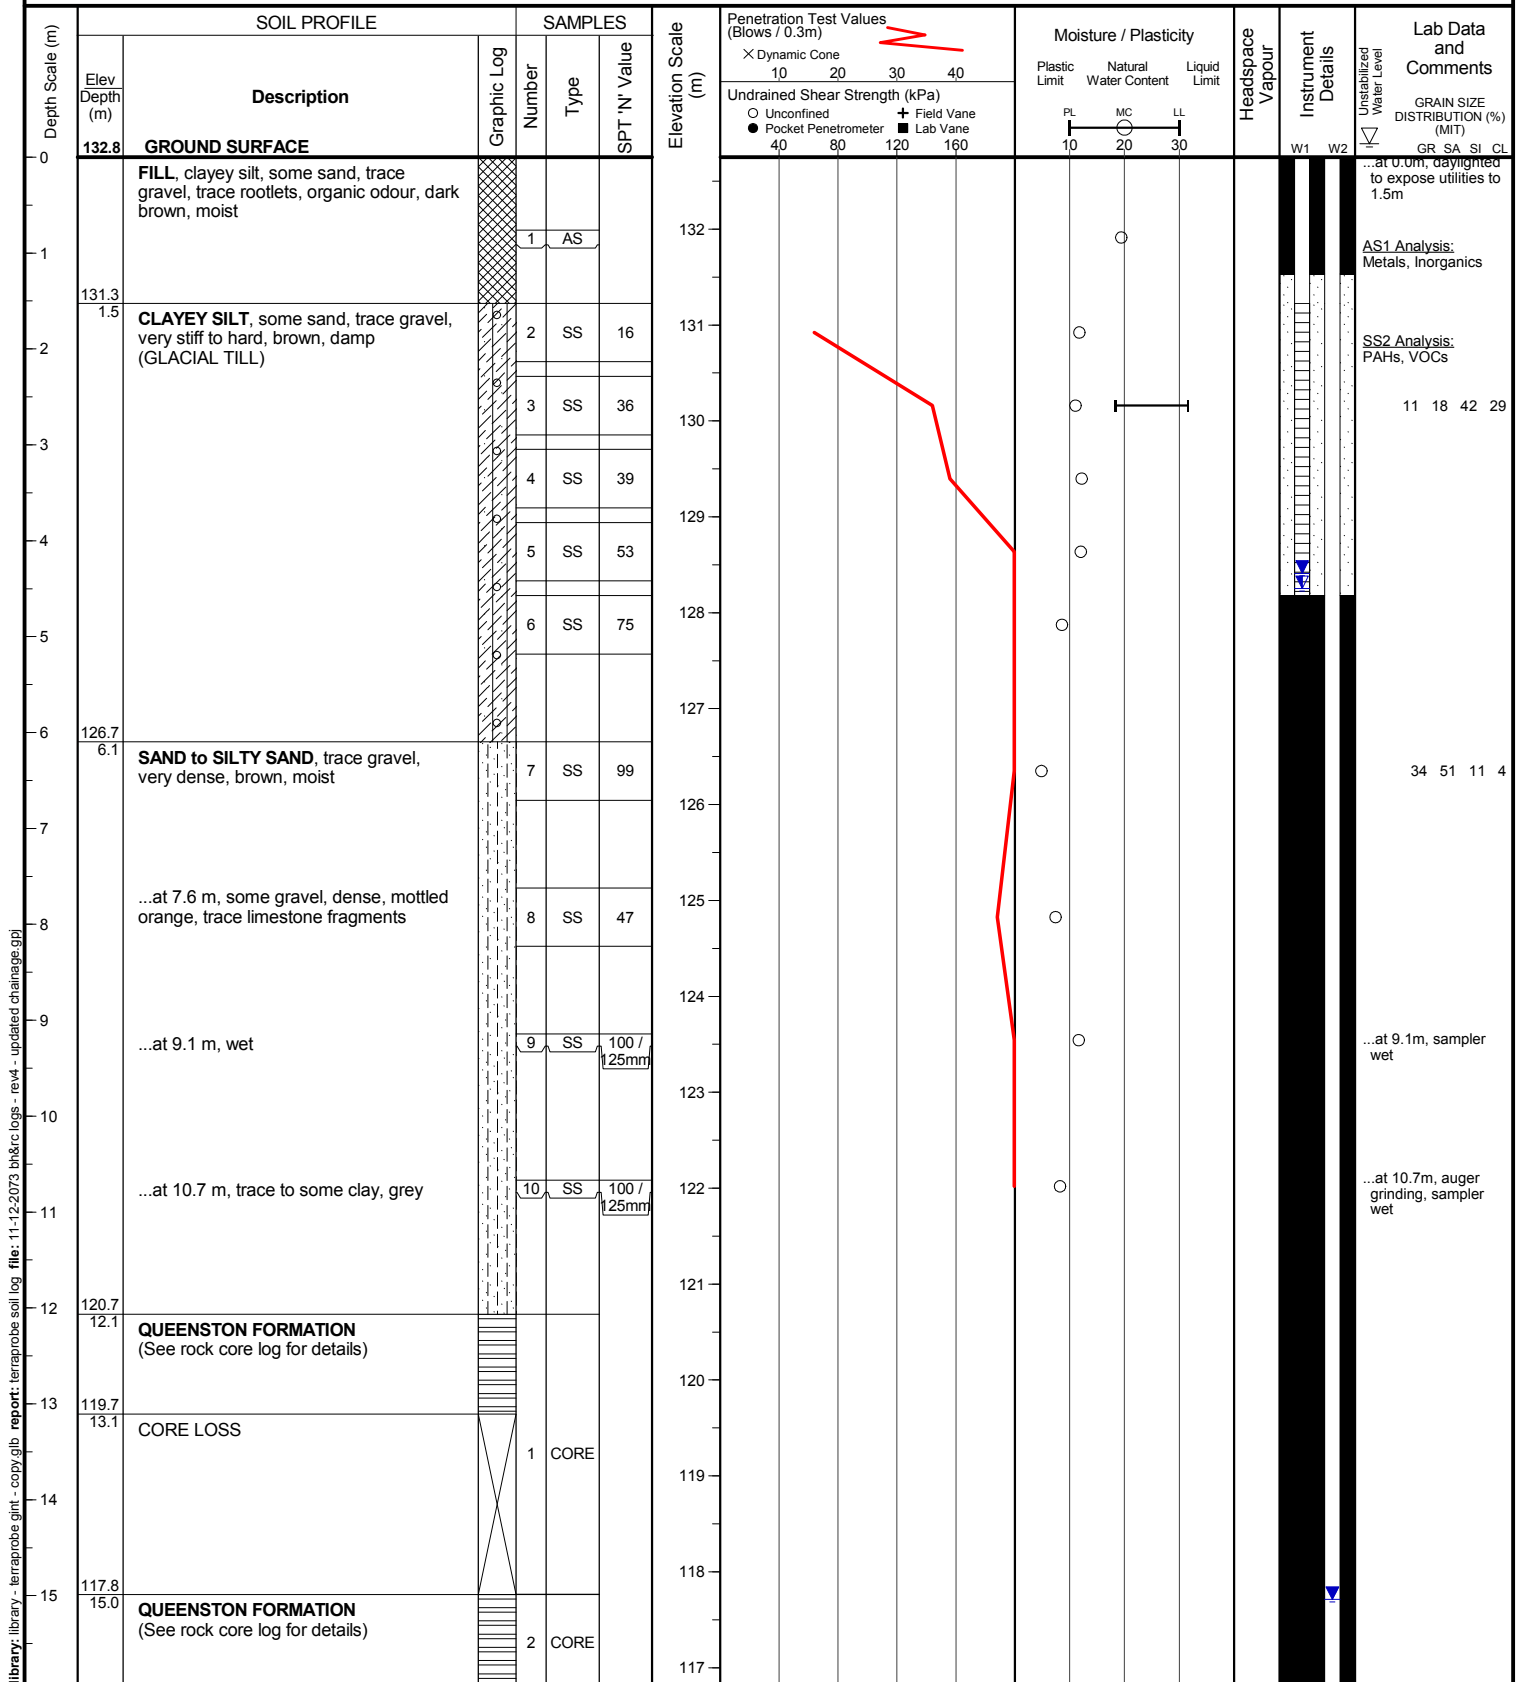 SOIL PROFILE
SAMPLES
Depth Scale (m)
Elev
Depth
(m)
Description
Graphic Log
Number
Type
SPT 'N' Value
Elevation Scale
(m)
Penetration Test Values
(Blows / 0.3m)
× Dynamic Cone
10 20 30 40
Undrained Shear Strength (kPa)
Unconfined
Field Vane
Pocket Penetrometer
Lab Vane
40 80 120 160
Moisture / Plasticity
Plastic
Limit
Natural
Water Content
Liquid
Limit
PL MC LL
10 20 30
Headspace
Vapour
Instrument
Details
W1 W2
Unstabilized
Water Level
Lab Data
and
Comments
GRAIN SIZE
DISTRIBUTION (%)
(MIT)
GR SA SI CL
132.8 GROUND SURFACE
0
FILL, clayey silt, some sand, trace
gravel, trace rootlets, organic odour, dark
brown, moist
...at 0.0m, daylighted
to expose utilities to
1.5m
132
1 AS
1
AS1 Analysis:
Metals, Inorganics
131.3
1.5
CLAYEY SILT, some sand, trace gravel,
very stiff to hard, brown, damp
(GLACIAL TILL)
131
2 SS 16
2
SS2 Analysis:
PAHs, VOCs
3 SS 36
11 18 42 29
130
3
4 SS 39
129
4
5 SS 53
128
6 SS 75
5
127
6
126.7
6.1
SAND to SILTY SAND, trace gravel,
very dense, brown, moist
7 SS 99
34 51 11 4
126
7
...at 7.6 m, some gravel, dense, mottled
orange, trace limestone fragments
125
8 SS 47
8
124
9
...at 9.1 m, wet
9 SS 100 /
125mm
...at 9.1m, sampler
wet
123
10
...at 10.7 m, trace to some clay, grey
10 SS 100 /
125mm
122
...at 10.7m, auger
grinding, sampler
wet
11
121
12
120.7
12.1
QUEENSTON FORMATION
(See rock core log for details)
120
13
119.7
13.1
CORE LOSS
1 CORE
119
14
118
15
117.8
15.0
QUEENSTON FORMATION
(See rock core log for details)
2 CORE
117
library: library - terraprobe gint - copy.glb report: terraprobe soil log file: 11-12-2073 bh&rc logs - rev4 - updated chainage.gpj